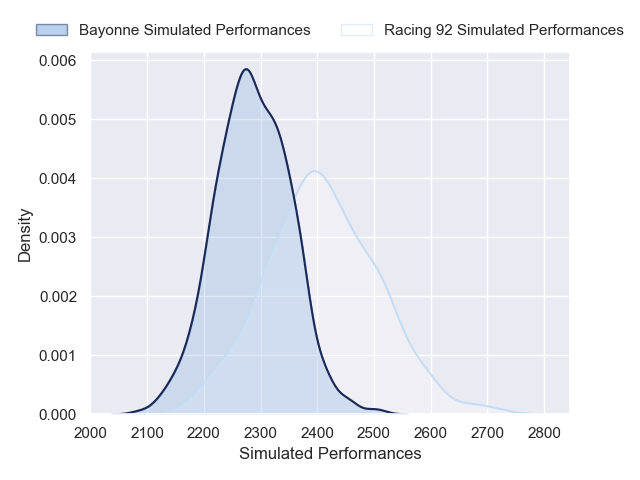 Bayonne Simulated Performances
Racing 92 Simulated Performances
0.006
0.005
0.004
0.003
0.002
0.001
0.000
Density
2000 2100 2200 2300 2400 2500 2600 2700 2800
Simulated Performances